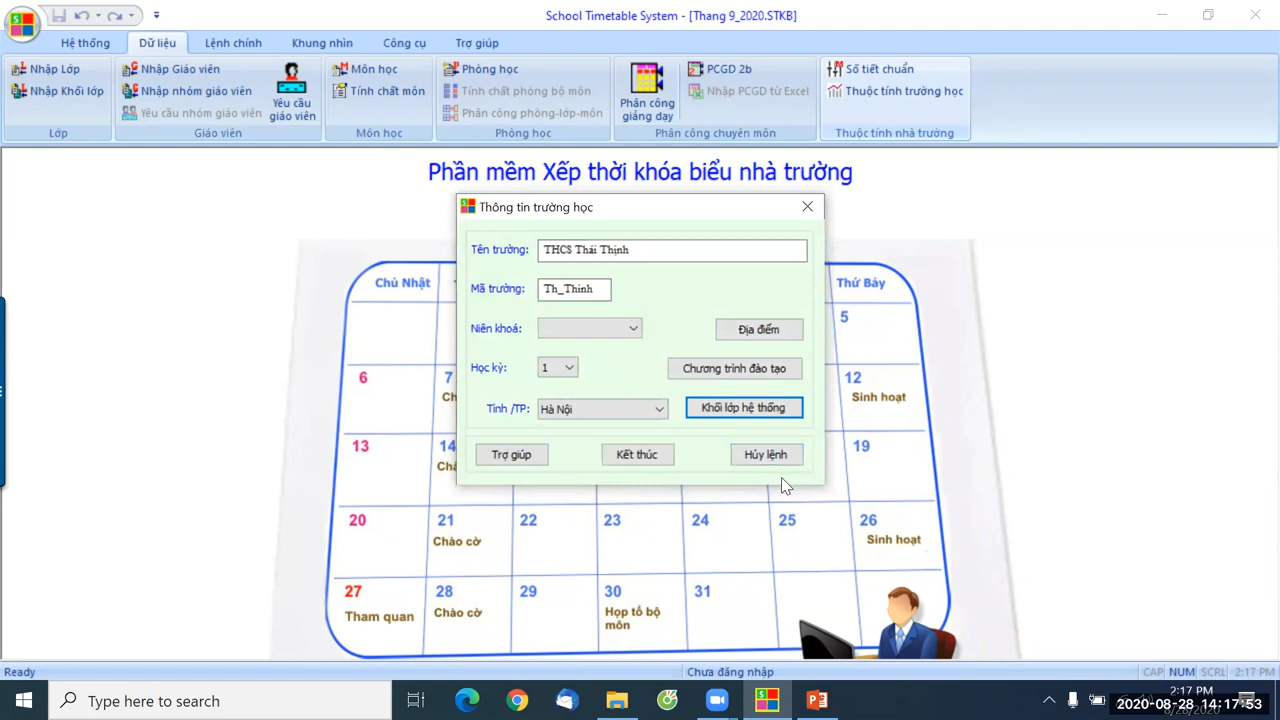 School Timetable System - [Thang 9_2020.STKB]
Hệ thống Dữ liệu Lệnh chính Khung nhìn Công cụ Trợ giúp
Nhập Lớp
Nhập Khối lớp
Lớp
Nhập Giáo viên
Nhập nhóm giáo viên
Yêu cầu nhóm giáo viên
Yêu cầu
giáo viên
Giáo viên
Môn học
Tính chất môn
Môn học
Phòng học
Tính chất phòng bộ môn
Phân công phòng-lớp-môn
Phòng học
Phân công
giảng dạy
PCGD 2b
Nhập PCGD từ Excel
Phân công chuyên môn
Số tiết chuẩn
Thuộc tính trường học
Thuộc tính nhà trường
Phần mềm Xếp thời khóa biểu nhà trường
Thông tin trường học
Tên trường: THCS Thái Thịnh
Mã trường: Th_Thinh
Niên khoá: Địa điểm
Học kỳ: 1 Chương trình đào tạo
Tỉnh /TP: Hà Nội Khối lớp hệ thống
Trợ giúp Kết thúc Hủy lệnh
Chủ Nhật Thứ Bảy
5
6 7 12
Sinh hoạt
13 14 19
20 21 22 23 24 25 26
Chào cờ Sinh hoạt
27 28 29 30 31
Tham quan Chào cờ Họp tổ bộ
môn
Ready Chưa đăng nhập CAP NUM SCRL 2:17 PM
Type here to search
2:17 PM
2020-08-28 14:17:53